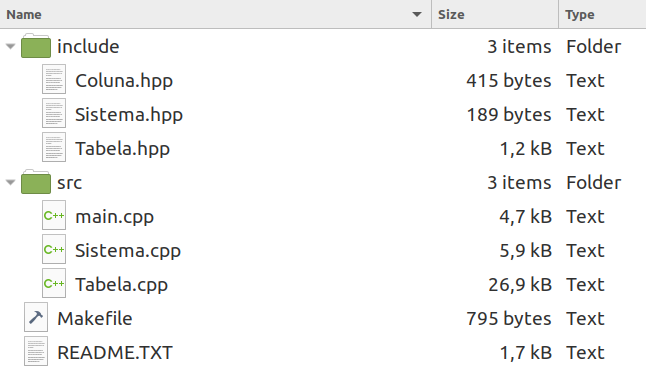 Name Size Type
include 3 items Folder
Coluna.hpp 415 bytes Text
Sistema.hpp 189 bytes Text
Tabela.hpp 1,2 kB Text
src 3 items Folder
C++ main.cpp 4,7 kB Text
C++ Sistema.cpp 5,9 kB Text
C++ Tabela.cpp 26,9 kB Text
Makefile 795 bytes Text
README.TXT 1,7 kB Text